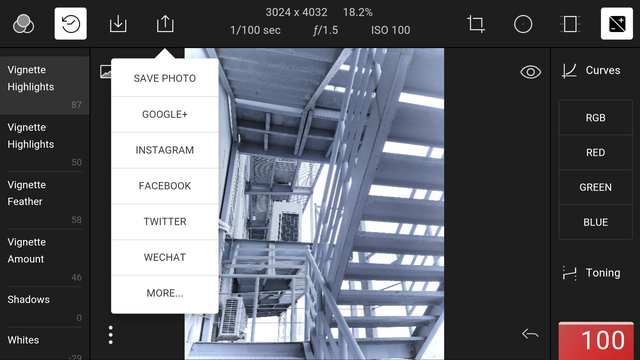 3024 x 4032 18.2%
1/100 sec ƒ/1.5 ISO 100
Vignette
Highlights
87
Vignette
Highlights
50
Vignette
Feather
58
Vignette
Amount
46
Shadows
0
Whites
-29
SAVE PHOTO
GOOGLE+
INSTAGRAM
FACEBOOK
TWITTER
WECHAT
MORE...
Curves
RGB
RED
GREEN
BLUE
Toning
100